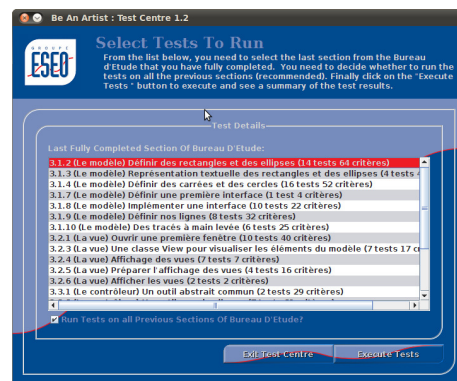 Be An Artist : Test Centre 1.2
GROUPE
ESEO
Select Tests To Run
From the list below, you need to select the last section from the Bureau
d'Etude that you have fully completed. You need to decide whether to run the
tests on all the previous sections (recommended). Finally click on the "Execute
Tests " button to execute and see a summary of the test results.
Test Details
Last Fully Completed Section Of Bureau D'Etude:
3.1.2 (Le modèle) Définir des rectangles et des ellipses (14 tests 64 critères)
3.1.3 (Le modèle) Représentation textuelle des rectangles et des ellipses (4 tests 4
3.1.4 (Le modèle) Définir des carrées et des cercles (16 tests 52 critères)
3.1.7 (Le modèle) Définir une première interface (1 test 4 critères)
3.1.8 (Le modèle) Implémenter une interface (10 tests 22 critères)
3.1.9 (Le modèle) Définir nos lignes (8 tests 32 critères)
3.1.10 (Le modèle) Des tracés à main levée (6 tests 25 critères)
3.2.1 (La vue) Ouvrir une première fenêtre (10 tests 40 critères)
3.2.3 (La vue) Une classe View pour visualiser les éléments du modèle (7 tests 17 cr
3.2.4 (La vue) Affichage des vues (7 tests 7 critères)
3.2.5 (La vue) Préparer l'affichage des vues (4 tests 16 critères)
3.2.6 (La vue) Afficher les vues (2 tests 2 critères)
3.3.1 (Le contrôleur) Un outil abstrait commun (2 tests 29 critères)
Run Tests on all Previous Sections Of Bureau D'Etude?
Exit Test Centre
Execute Tests